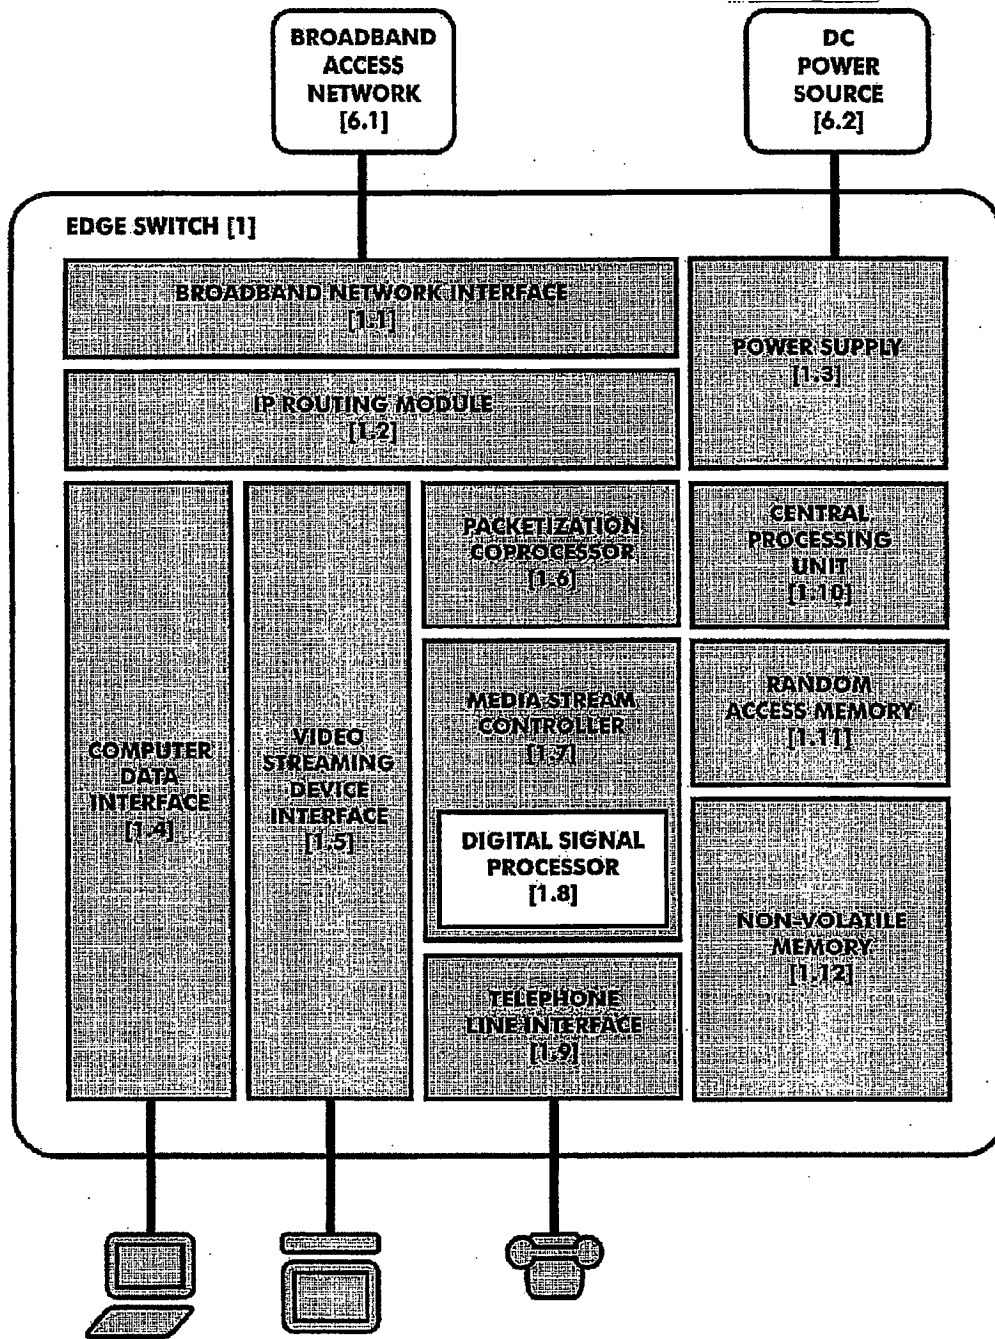 BROADBAND
ACCESS
NETWORK
[6.1]
DC
POWER
SOURCE
[6.2]
EDGE SWITCH [1]
BROADBAND NETWORK INTERFACE
[1.1]
POWER SUPPLY
[1.3]
IP ROUTING MODULE
[1.2]
COMPUTER
DATA
INTERFACE
[1.4]
VIDEO
STREAMING
DEVICE
INTERFACE
[1.5]
PACKETIZATION
COPROCESSOR
[1.6]
CENTRAL
PROCESSING
UNIT
[1.10]
MEDIA STREAM
CONTROLLER
[1.7]
RANDOM
ACCESS MEMORY
[1.11]
DIGITAL SIGNAL
PROCESSOR
[1.8]
NON-VOLATILE
MEMORY
[1.12]
TELEPHONE
LINE INTERFACE
[1.9]